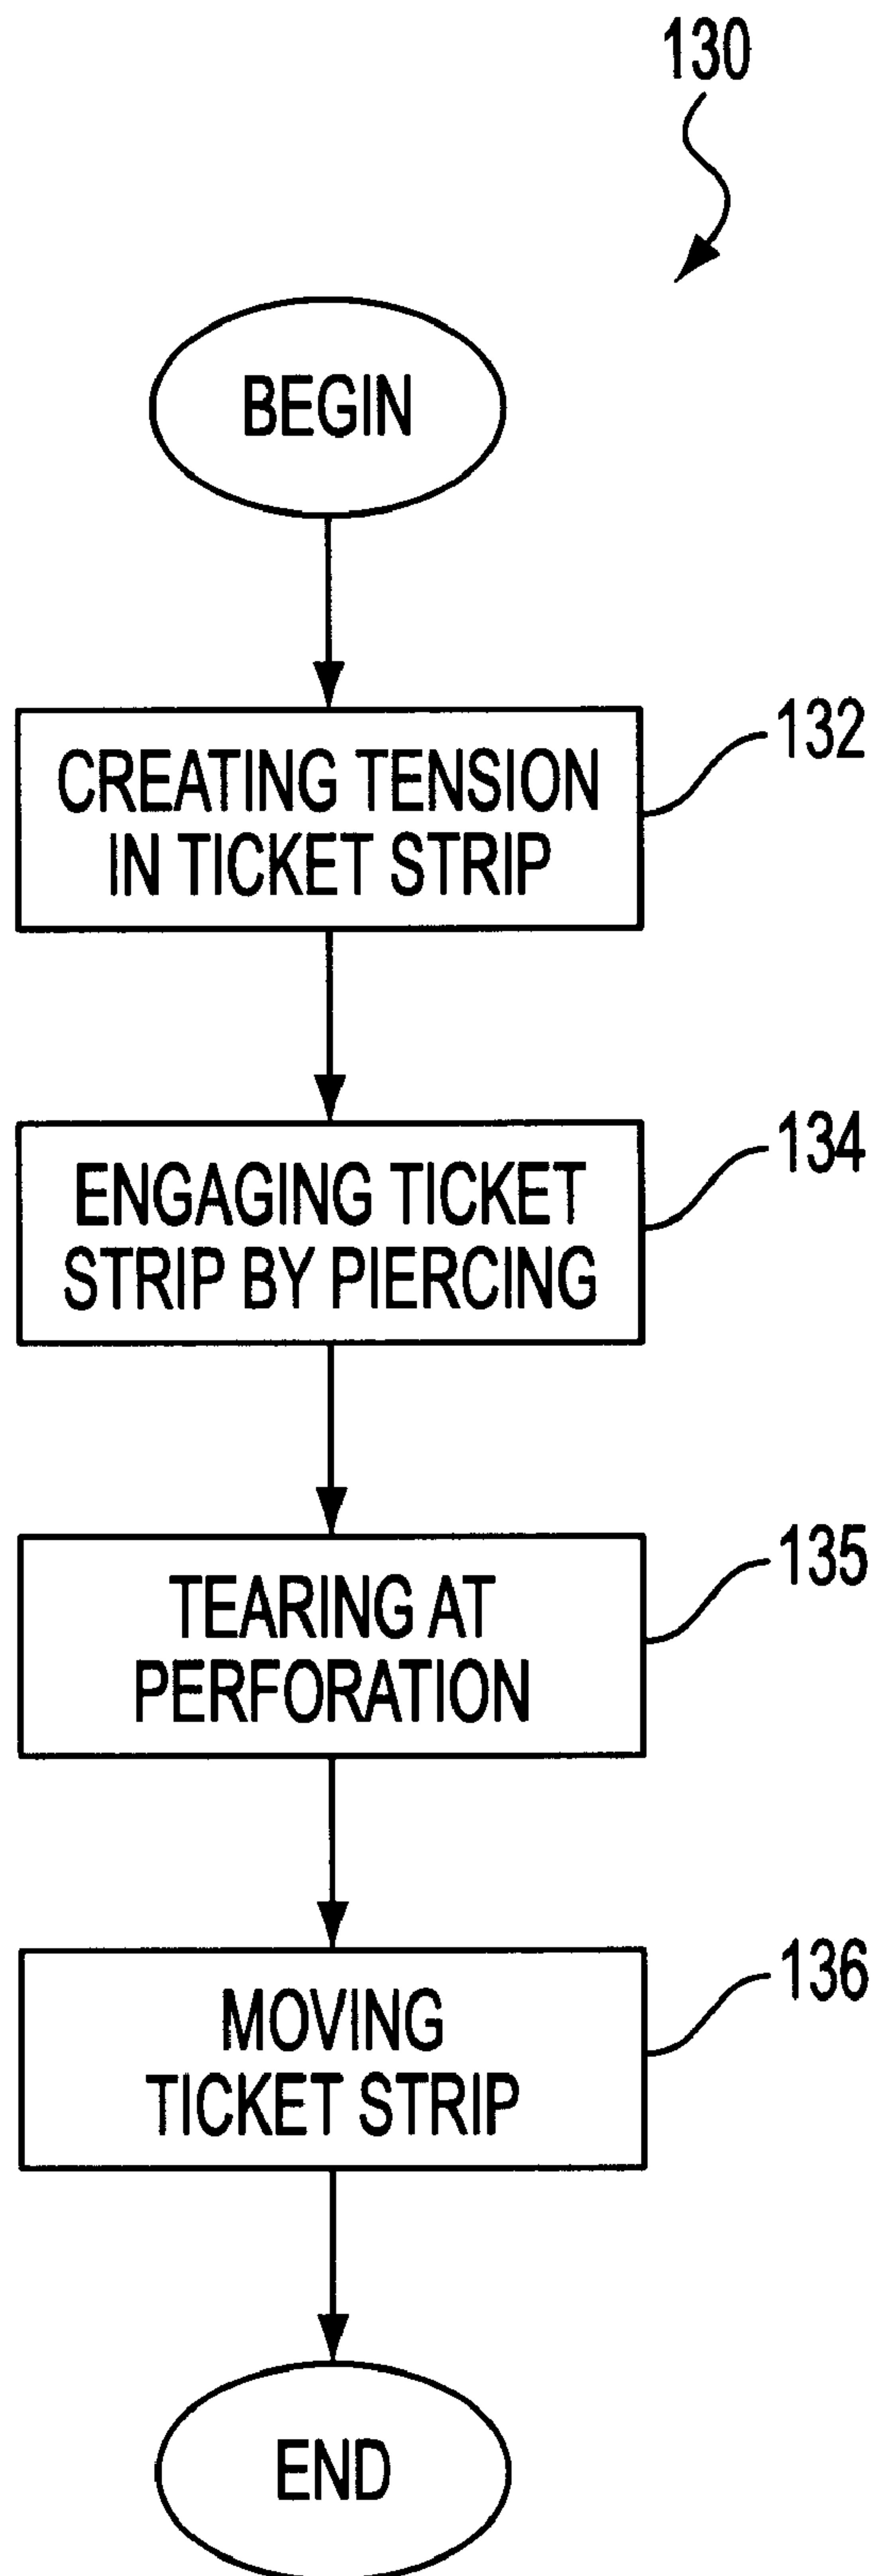 130
BEGIN
CREATING TENSION
IN TICKET STRIP
132
ENGAGING TICKET
STRIP BY PIERCING
134
TEARING AT
PERFORATION
135
MOVING
TICKET STRIP
136
END